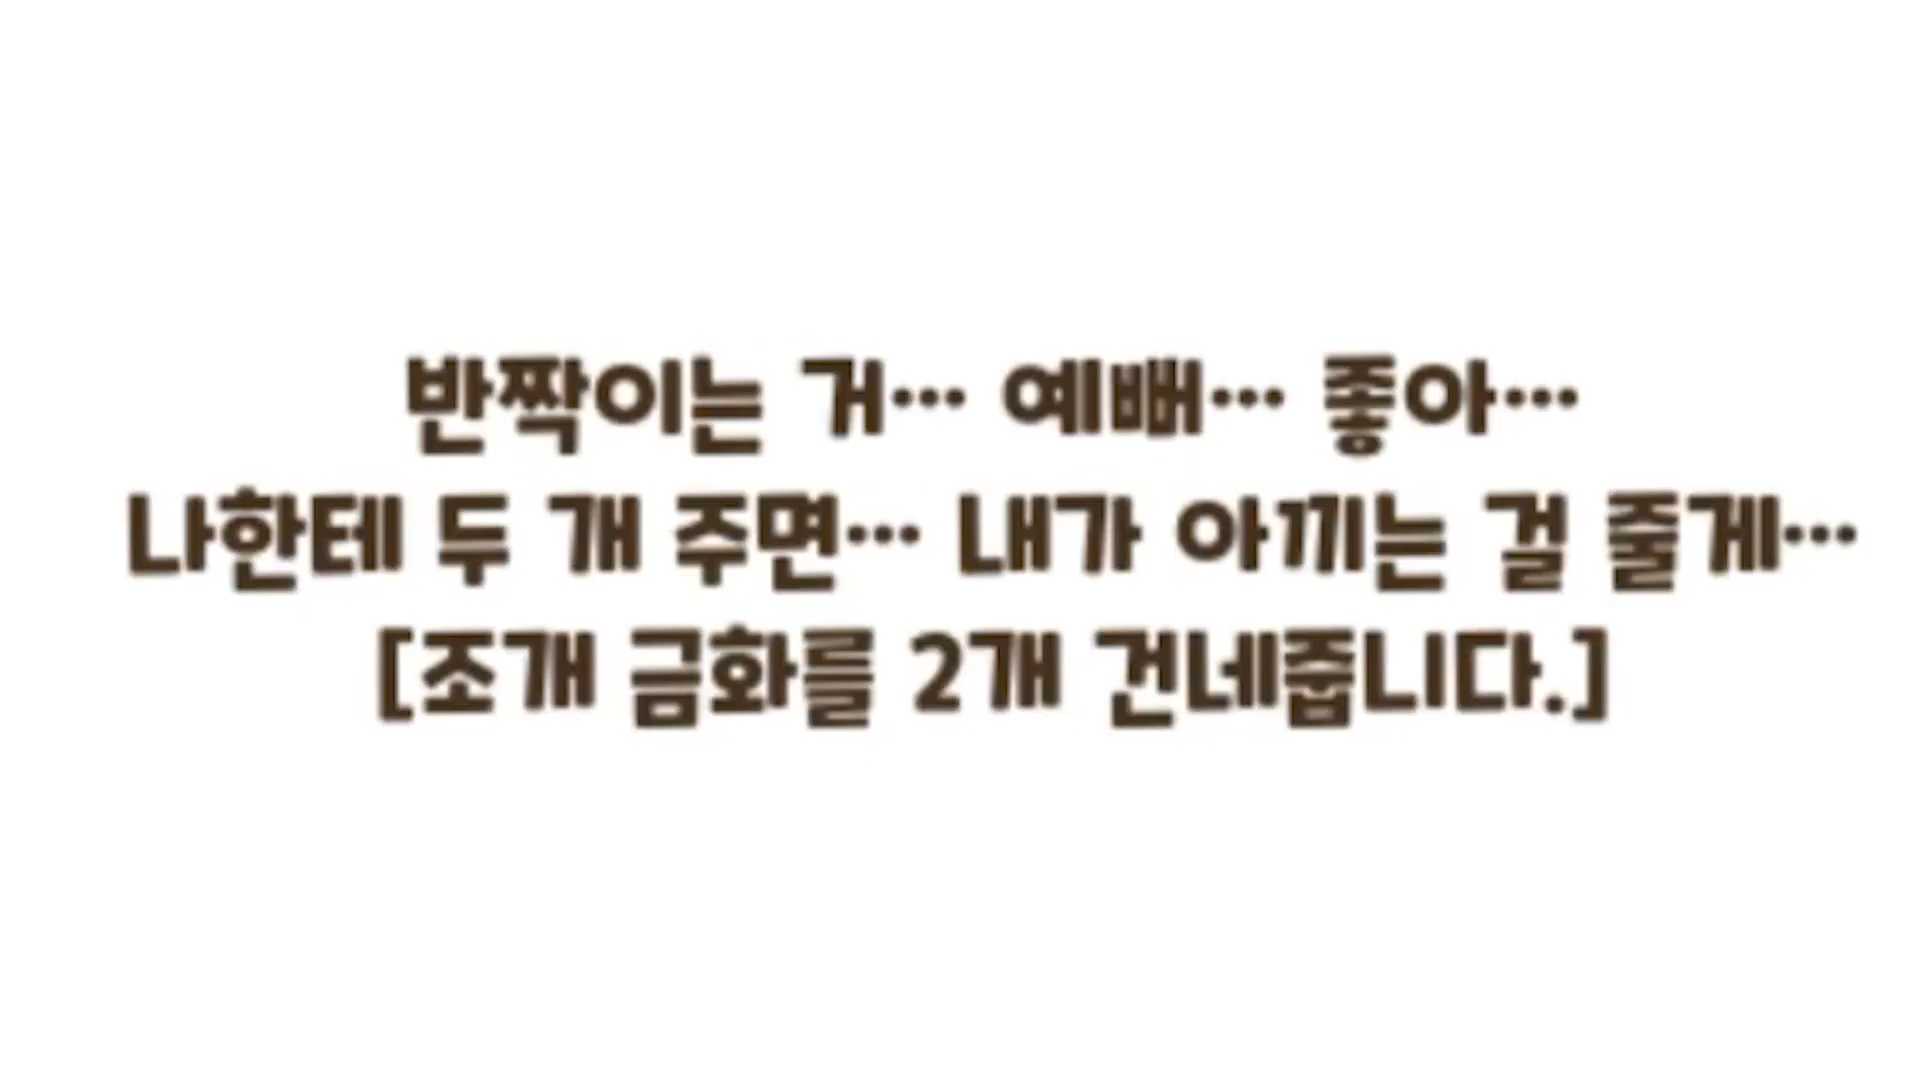 반짝이는 거… 예뻐… 좋아…
나한테 두 개 주면… 내가 아끼는 걸 줄게…
[조개 금화를 2개 건네줍니다.]